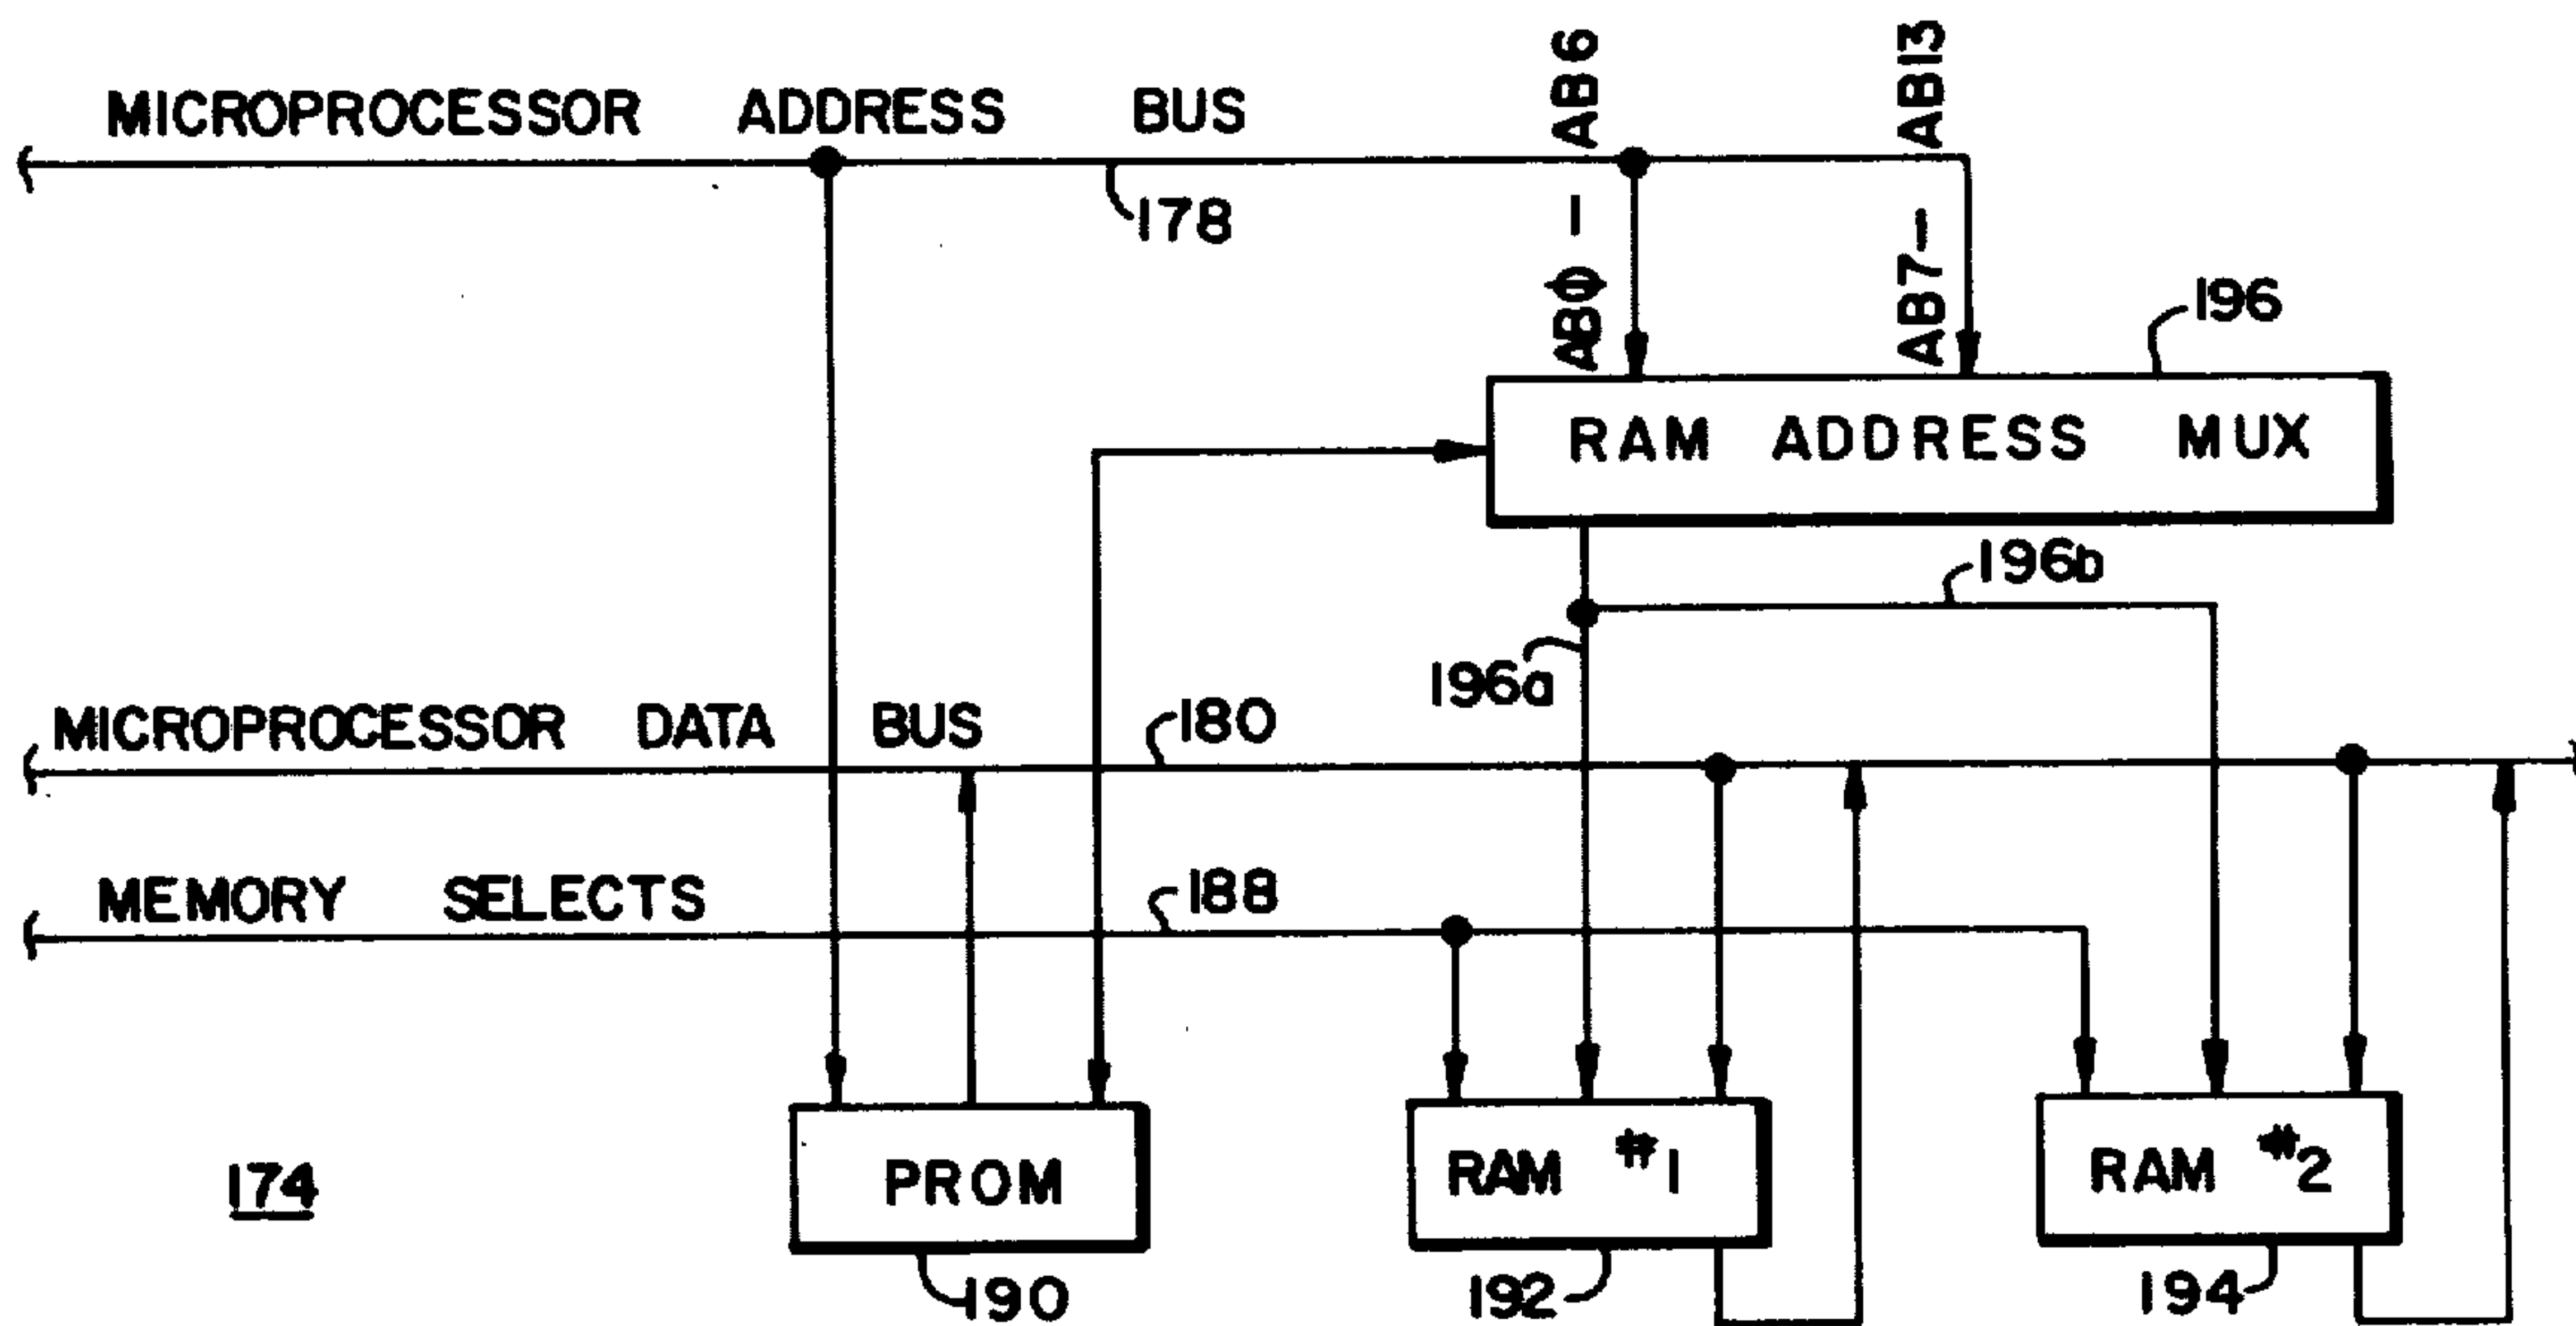 MICROPROCESSOR ADDRESS BUS
178
ABΦ - AB6
AB7- AB13
196
RAM ADDRESS MUX
196b
196a
MICROPROCESSOR DATA BUS
180
MEMORY SELECTS
188
174
PROM
190
RAM #1
192
RAM #2
194